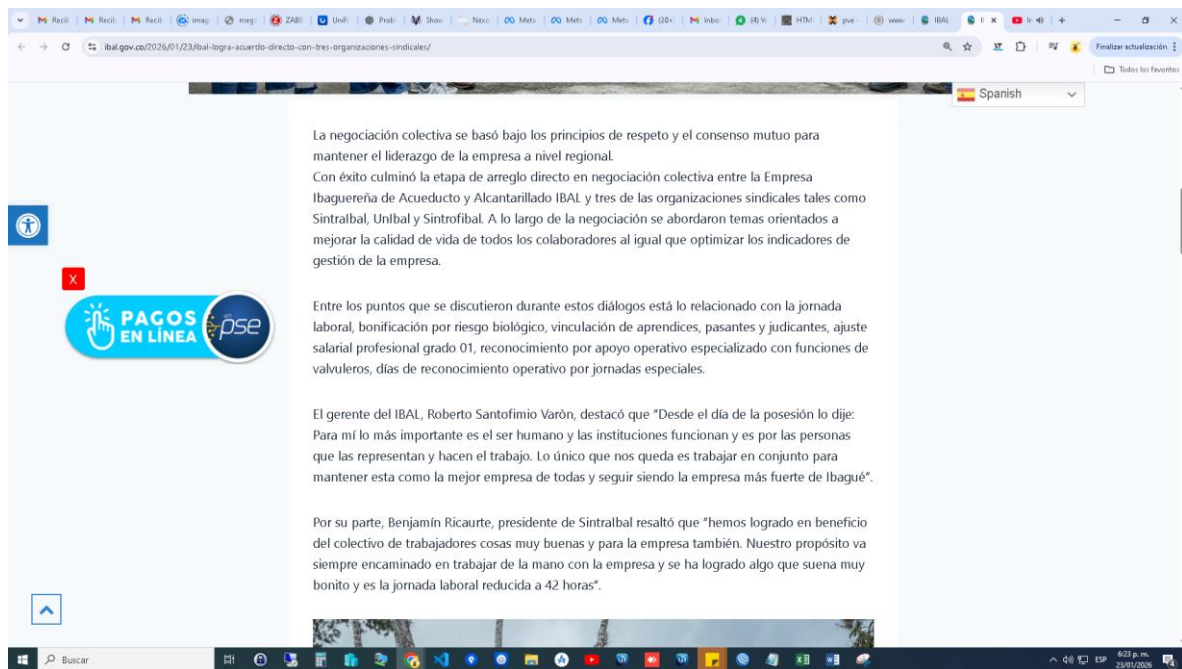 ibal.gov.co/2026/01/23/ibal-logra-acuerdo-directo-con-tres-organizaciones-sindicales/
Finalizar actualización
Todos los favoritos
Spanish
La negociación colectiva se basó bajo los principios de respeto y el consenso mutuo para
mantener el liderazgo de la empresa a nivel regional.
Con éxito culminó la etapa de arreglo directo en negociación colectiva entre la Empresa
Ibaguereña de Acueducto y Alcantarillado IBAL y tres de las organizaciones sindicales tales como
SintraIbal, UnIbal y Sintrofibal. A lo largo de la negociación se abordaron temas orientados a
mejorar la calidad de vida de todos los colaboradores al igual que optimizar los indicadores de
gestión de la empresa.
X
PAGOS
EN LÍNEA
pse
Entre los puntos que se discutieron durante estos diálogos está lo relacionado con la jornada
laboral, bonificación por riesgo biológico, vinculación de aprendices, pasantes y judicantes, ajuste
salarial profesional grado 01, reconocimiento por apoyo operativo especializado con funciones de
valvuleros, días de reconocimiento operativo por jornadas especiales.
El gerente del IBAL, Roberto Santofimio Varòn, destacó que "Desde el día de la posesión lo dije:
Para mí lo más importante es el ser humano y las instituciones funcionan y es por las personas
que las representan y hacen el trabajo. Lo único que nos queda es trabajar en conjunto para
mantener esta como la mejor empresa de todas y seguir siendo la empresa más fuerte de Ibagué".
Por su parte, Benjamín Ricaurte, presidente de SintraIbal resaltó que "hemos logrado en beneficio
del colectivo de trabajadores cosas muy buenas y para la empresa también. Nuestro propósito va
siempre encaminado en trabajar de la mano con la empresa y se ha logrado algo que suena muy
bonito y es la jornada laboral reducida a 42 horas".
Buscar
ESP
6:23 p. m.
23/01/2026